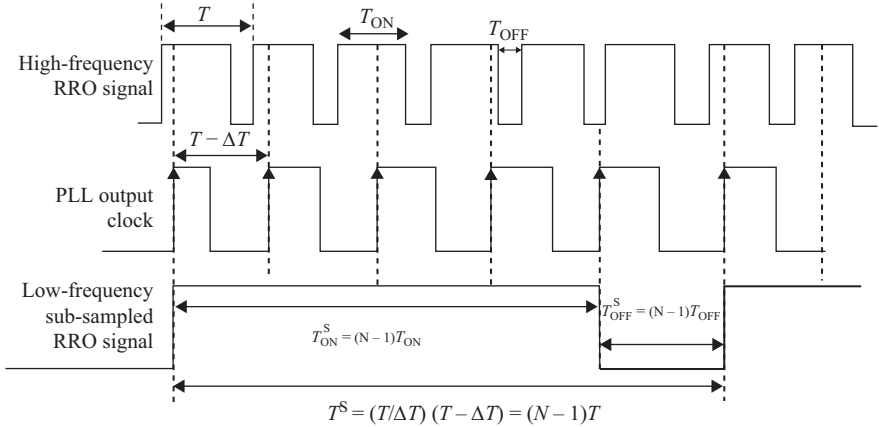 T
T_ON
T_OFF
High-frequency
RRO signal
T − ΔT
PLL output
clock
Low-frequency
sub-sampled
RRO signal
T^S_ON = (N – 1)T_ON
T^S_OFF = (N – 1)T_OFF
T^S = (T/ΔT) (T − ΔT) = (N − 1)T